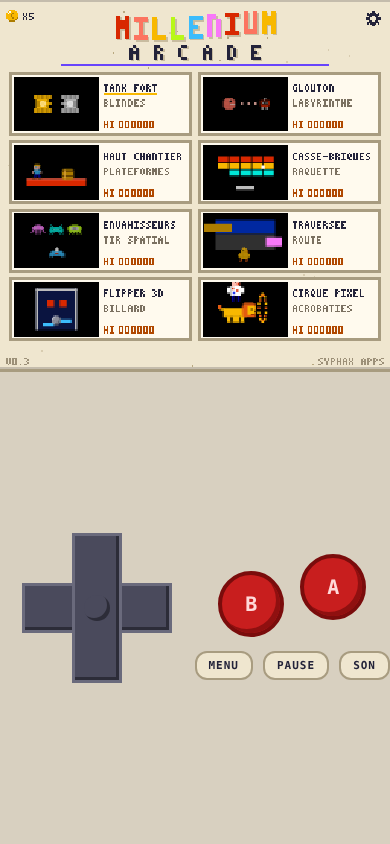 X5
MILLENIUM
ARCADE
TANK FORT
BLINDES
HI 000000
GLOUTON
LABYRINTHE
HI 000000
HAUT CHANTIER
PLATEFORMES
HI 000000
CASSE-BRIQUES
RAQUETTE
HI 000000
ENVAHISSEURS
TIR SPATIAL
HI 000000
TRAVERSEE
ROUTE
HI 000000
FLIPPER 3D
BILLARD
HI 000000
CIRQUE PIXEL
ACROBATIES
HI 000000
V0.3
SYPHAX APPS
B
A
MENU
PAUSE
SON